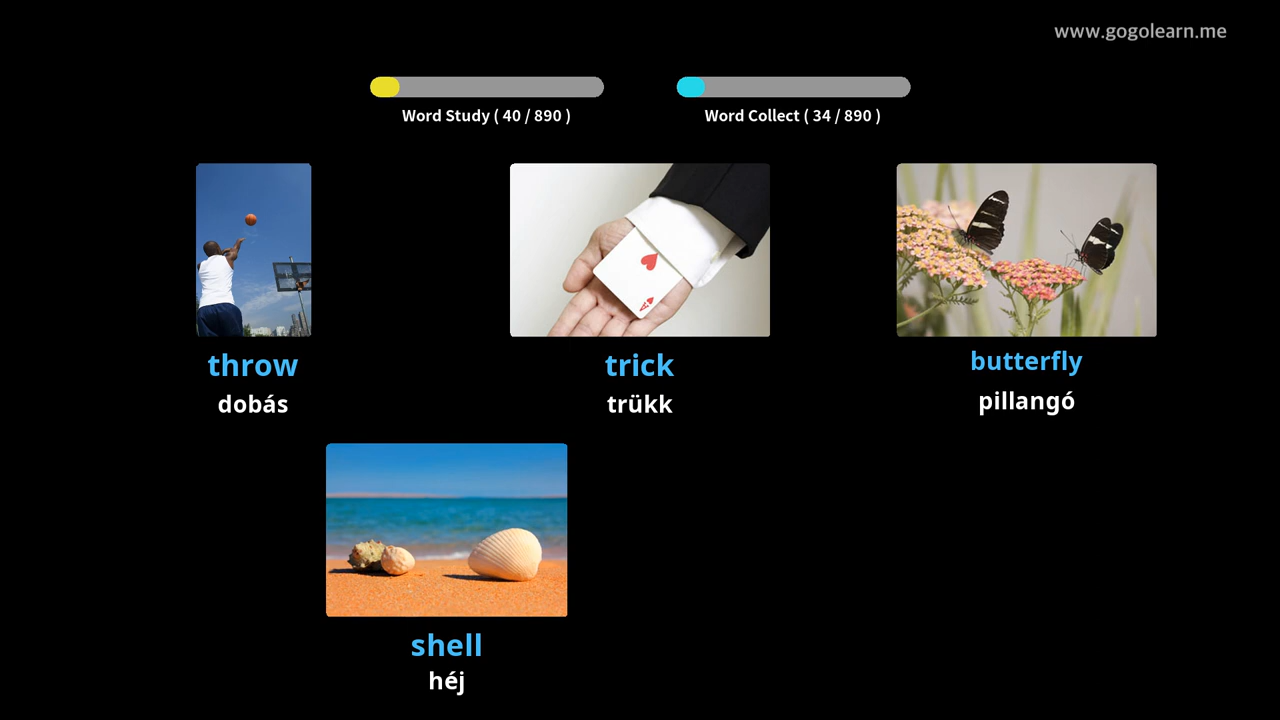 www.gogolearn.me
Word Study ( 40 / 890 )
Word Collect ( 34 / 890 )
throw
dobás
trick
trükk
butterfly
pillangó
shell
héj